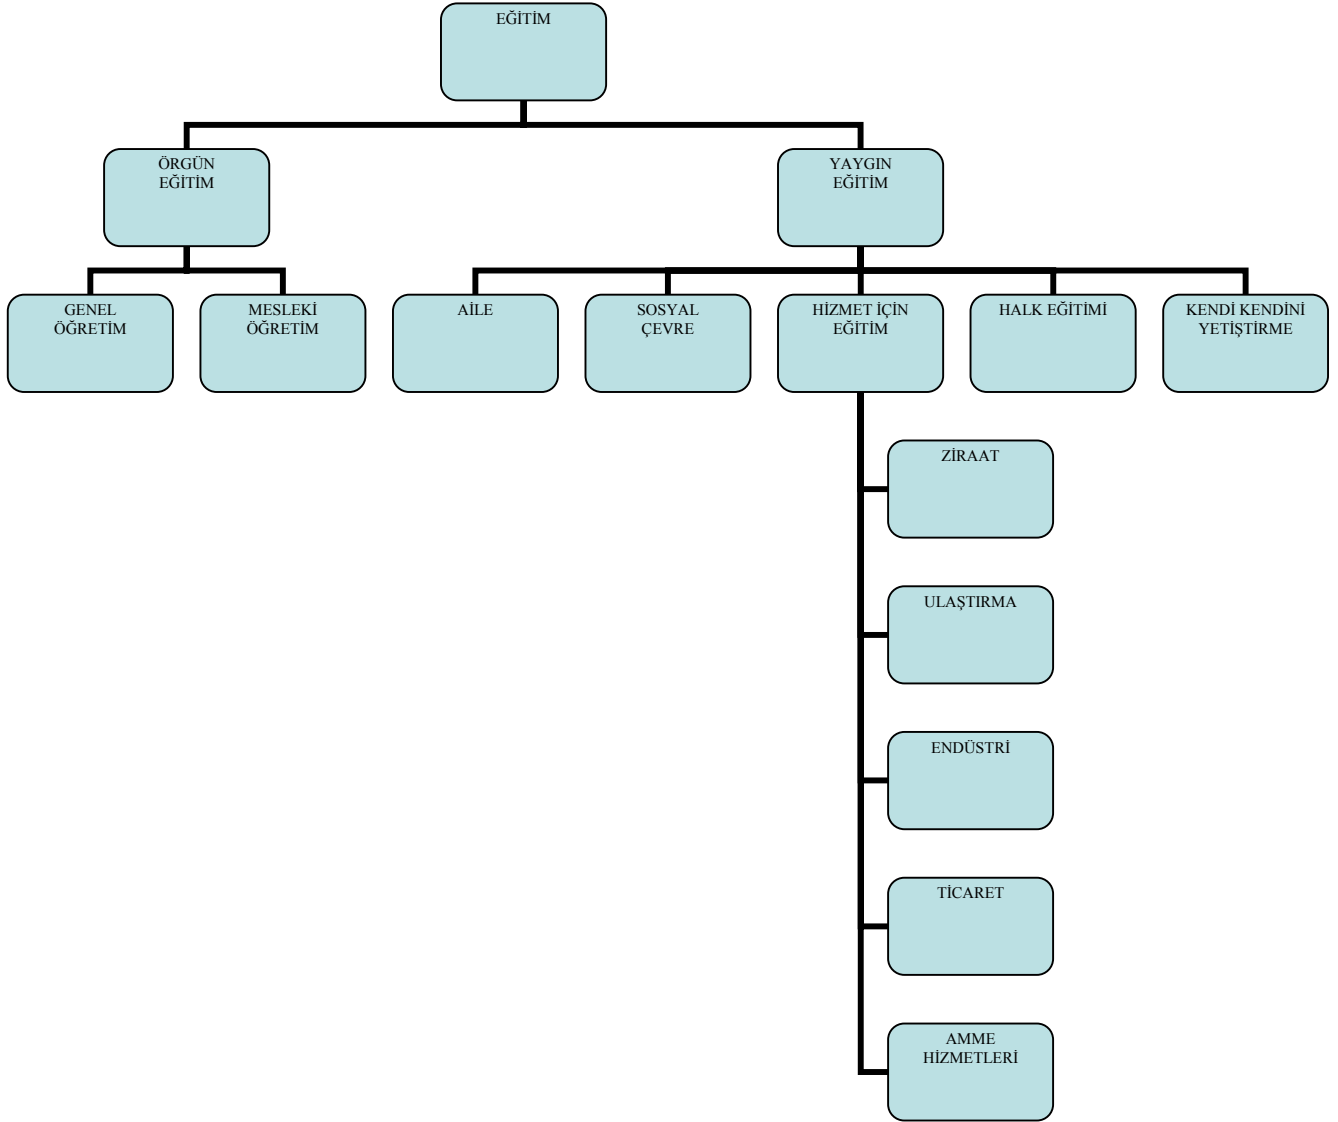 EĞİTİM
ÖRGÜN
EĞİTİM
YAYGIN
EĞİTİM
GENEL
ÖĞRETİM
MESLEKİ
ÖĞRETİM
AİLE
SOSYAL
ÇEVRE
HİZMET İÇİN
EĞİTİM
HALK EĞİTİMİ
KENDİ KENDİNİ
YETİŞTİRME
ZİRAAT
ULAŞTIRMA
ENDÜSTRİ
TİCARET
AMME
HİZMETLERİ